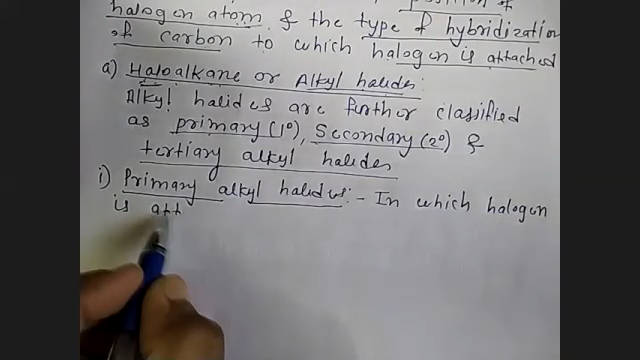 halogen atom & the type of hybridization
of carbon to which halogen is attached
a) Haloalkane or Alkyl halides:
Alkyl halides are further classified
as primary (1°), Secondary (2°) &
tertiary alkyl halides
i) Primary alkyl halides: - In which halogen
is att